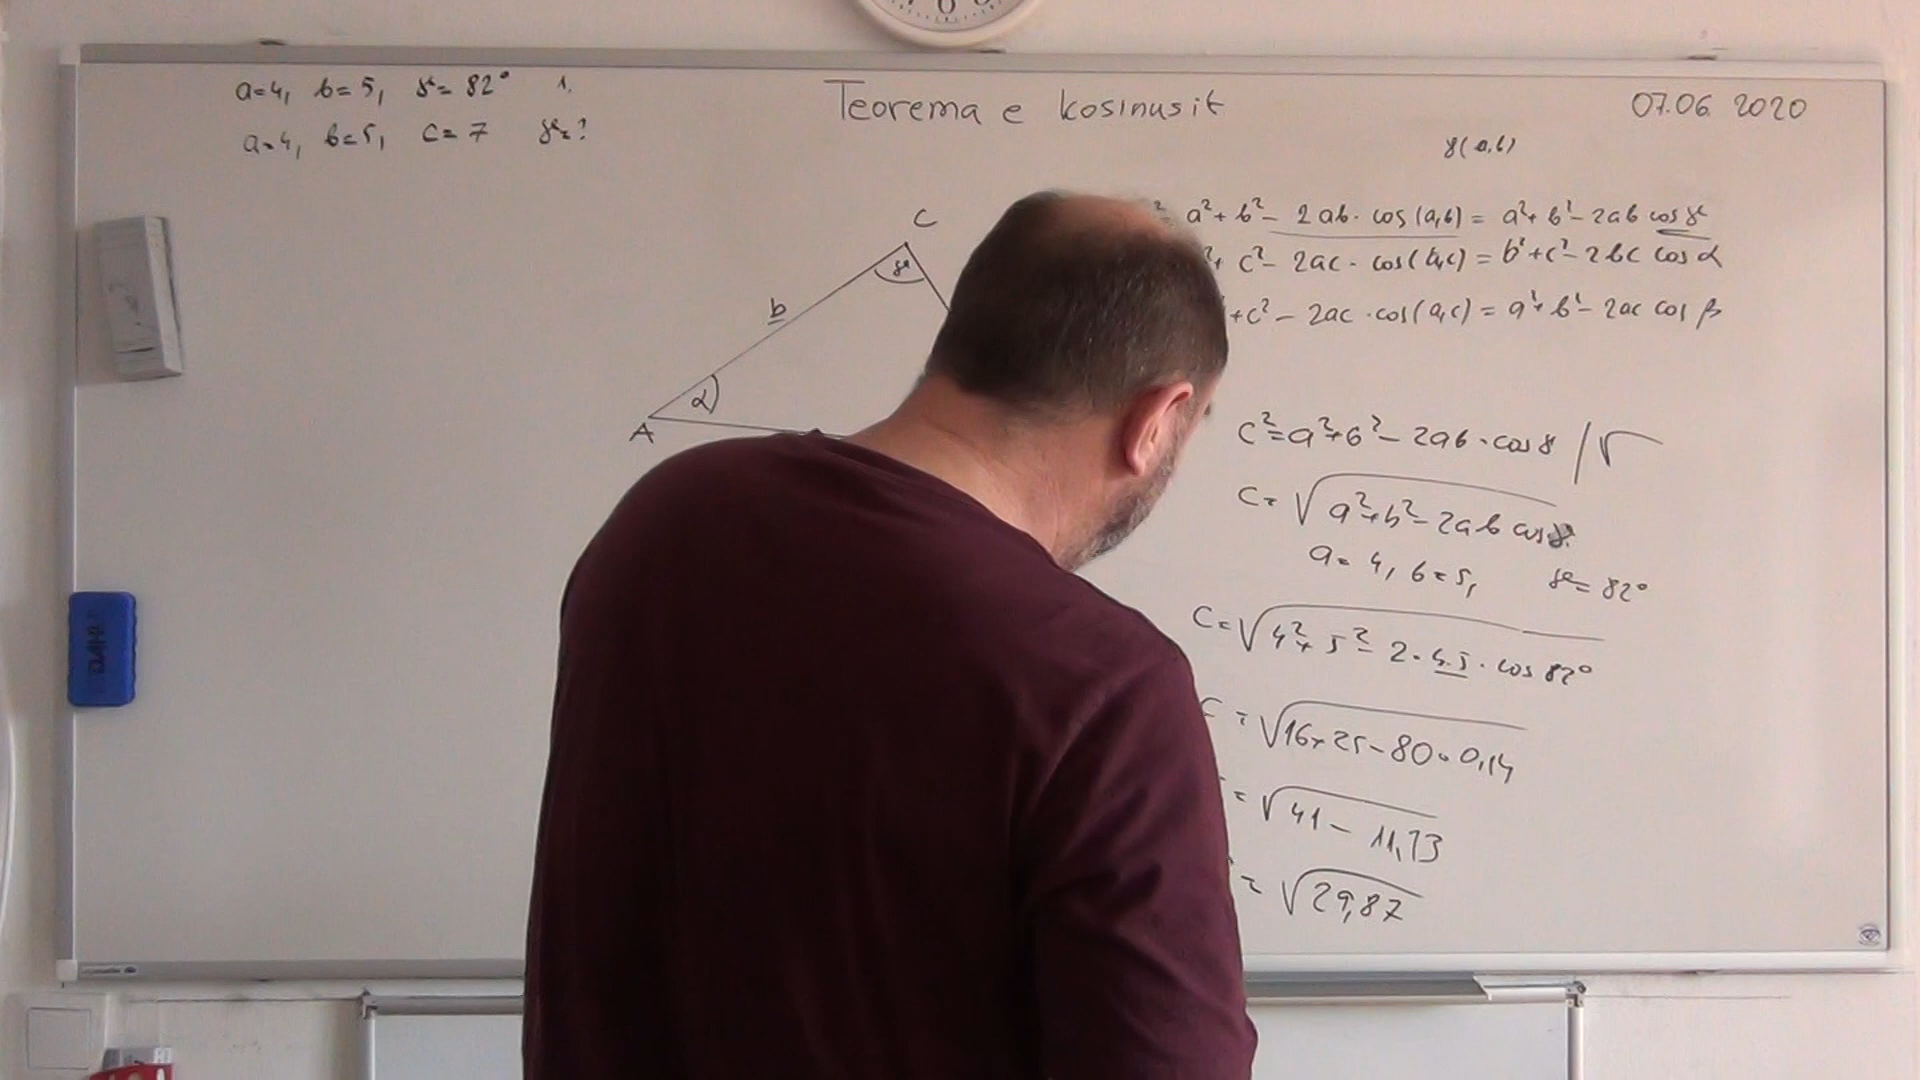 a=4, b=5, γ=82° 1.
a=4, b=5, c=7 γ=?
Teorema e kosinusit
07.06. 2020
γ(a,b)
C
b
γ
α
A
² a²+b²- 2ab· cos(a,b) = a²+b²-2ab cos γ
²+ c²- 2ac · cos(b,c) = b²+c²-2bc cos α
+c² - 2ac ·cos(a,c) = a²+b²- 2ac cos β
c²=a²+b²- 2ab·cos γ /√
c= √a²+b²-2ab cos γ
a= 4, b=5, γ= 82°
c=√4²+5²- 2·4·5·cos 82°
c = √16+25-80·0,14
= √41 - 11,13
= √29,87